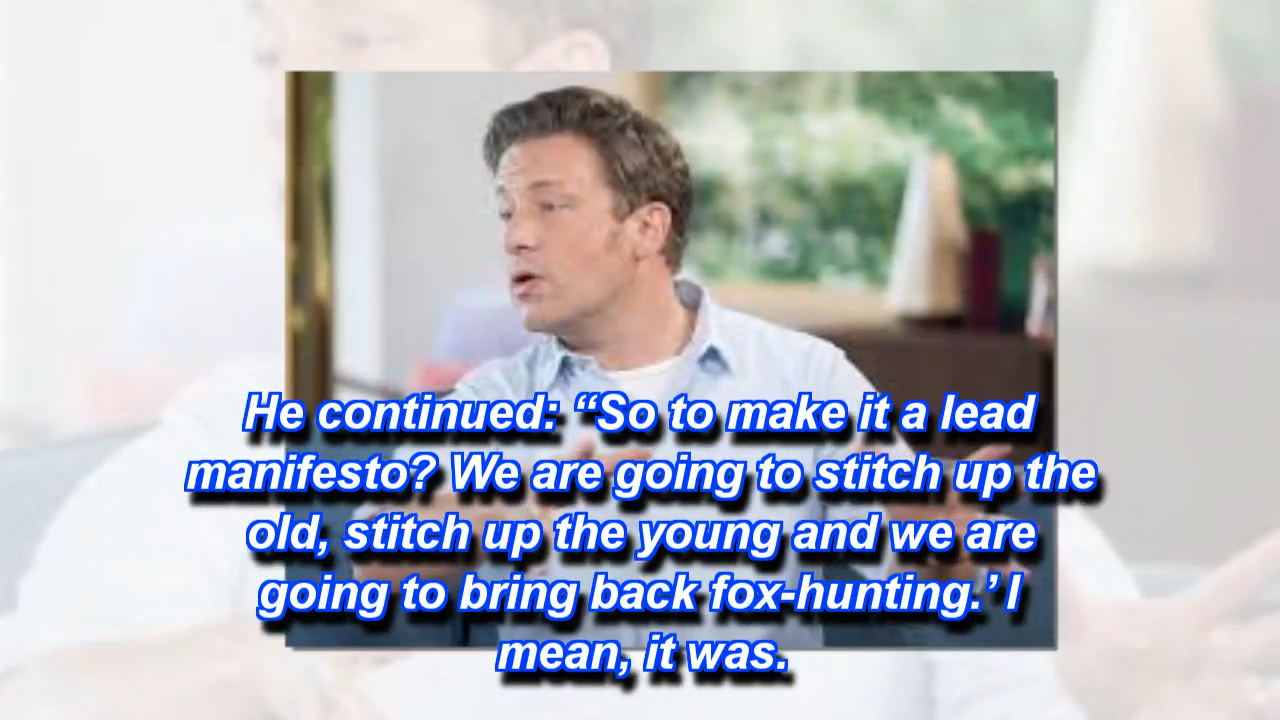 He continued: “So to make it a lead
manifesto? We are going to stitch up the
old, stitch up the young and we are
going to bring back fox-hunting.’ I
mean, it was.